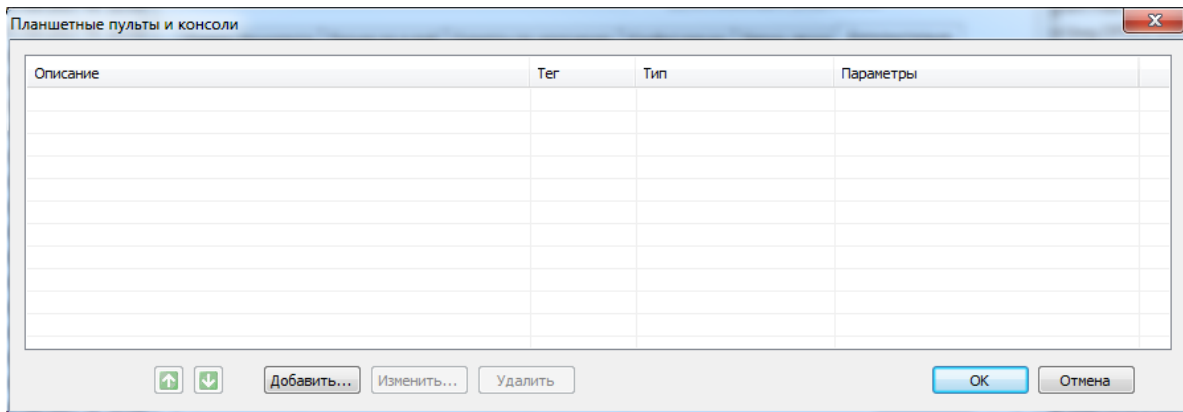 Планшетные пульты и консоли
Описание Тег Тип Параметры
Добавить... Изменить... Удалить OK Отмена